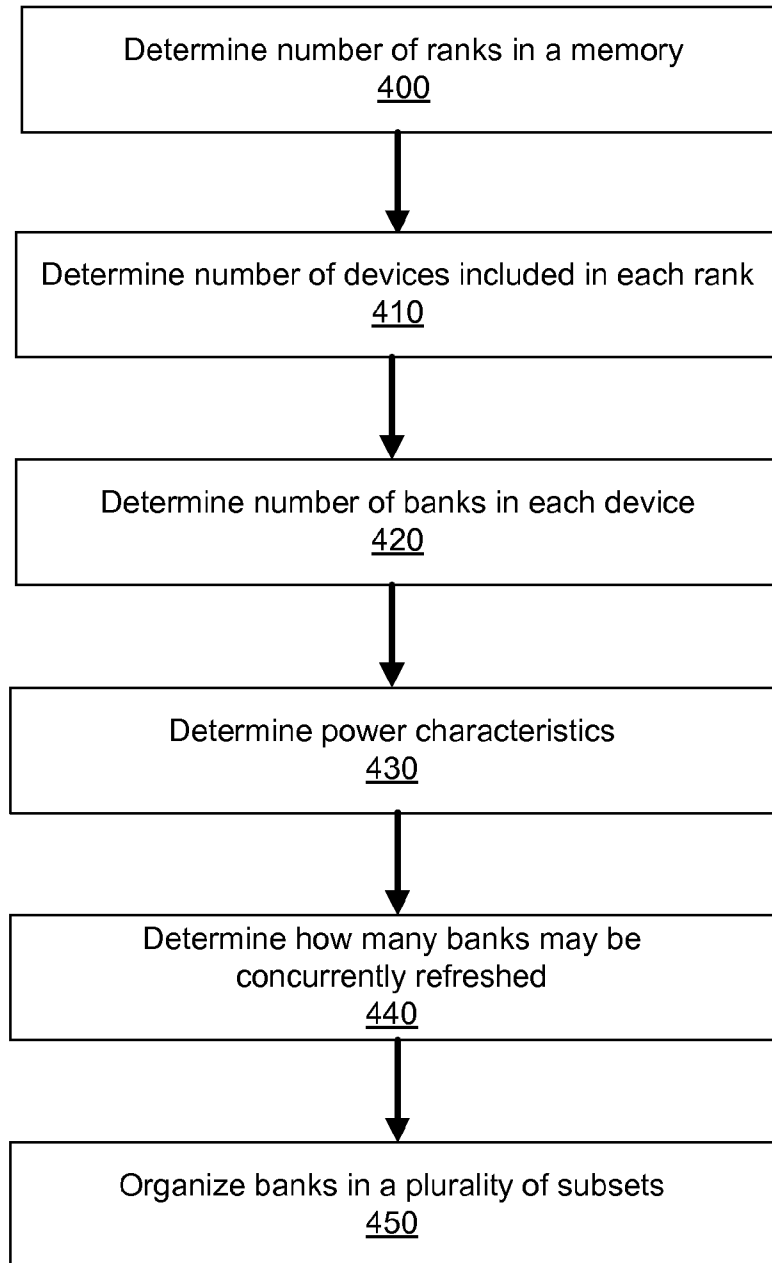 Determine number of ranks in a memory
400
Determine number of devices included in each rank
410
Determine number of banks in each device
420
Determine power characteristics
430
Determine how many banks may be
concurrently refreshed
440
Organize banks in a plurality of subsets
450